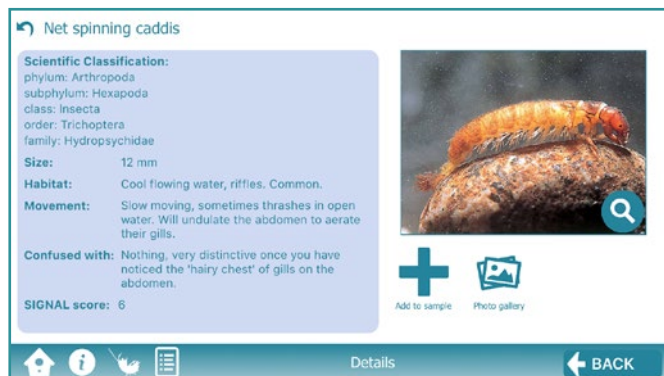 Net spinning caddis
Scientific Classification:
phylum: Arthropoda
subphylum: Hexapoda
class: Insecta
order: Trichoptera
family: Hydropsychidae
Size: 12 mm
Habitat: Cool flowing water, riffles. Common.
Movement: Slow moving, sometimes thrashes in open
water. Will undulate the abdomen to aerate
their gills.
Confused with: Nothing, very distinctive once you have
noticed the 'hairy chest' of gills on the
abdomen.
SIGNAL score: 6
Add to sample
Photo gallery
Details
BACK